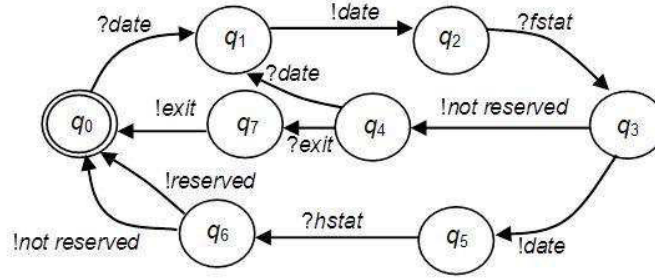 ?date
!date
?fstat
q1
q2
?date
!exit
!not reserved
q0
q7
q4
q3
?exit
!reserved
?hstat
!not reserved
q6
q5
!date